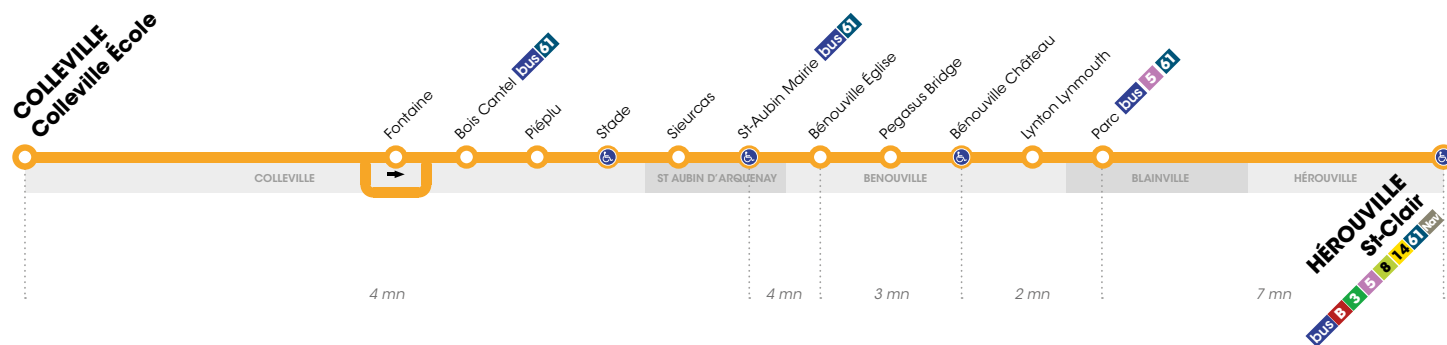 COLLEVILLE
Colleville École
Fontaine
Bois Cantel bus 61
Piéplu
Stade
Sieurcas
St-Aubin Mairie bus 61
Bénouville Église
Pegasus Bridge
Bénouville Château
Lynton Lynmouth
Parc bus 5 61
HÉROUVILLE
St-Clair
bus B 3 5 8 14 61 Nav
COLLEVILLE
ST AUBIN D'ARQUENAY
BENOUVILLE
BLAINVILLE
HÉROUVILLE
4 mn
4 mn
3 mn
2 mn
7 mn